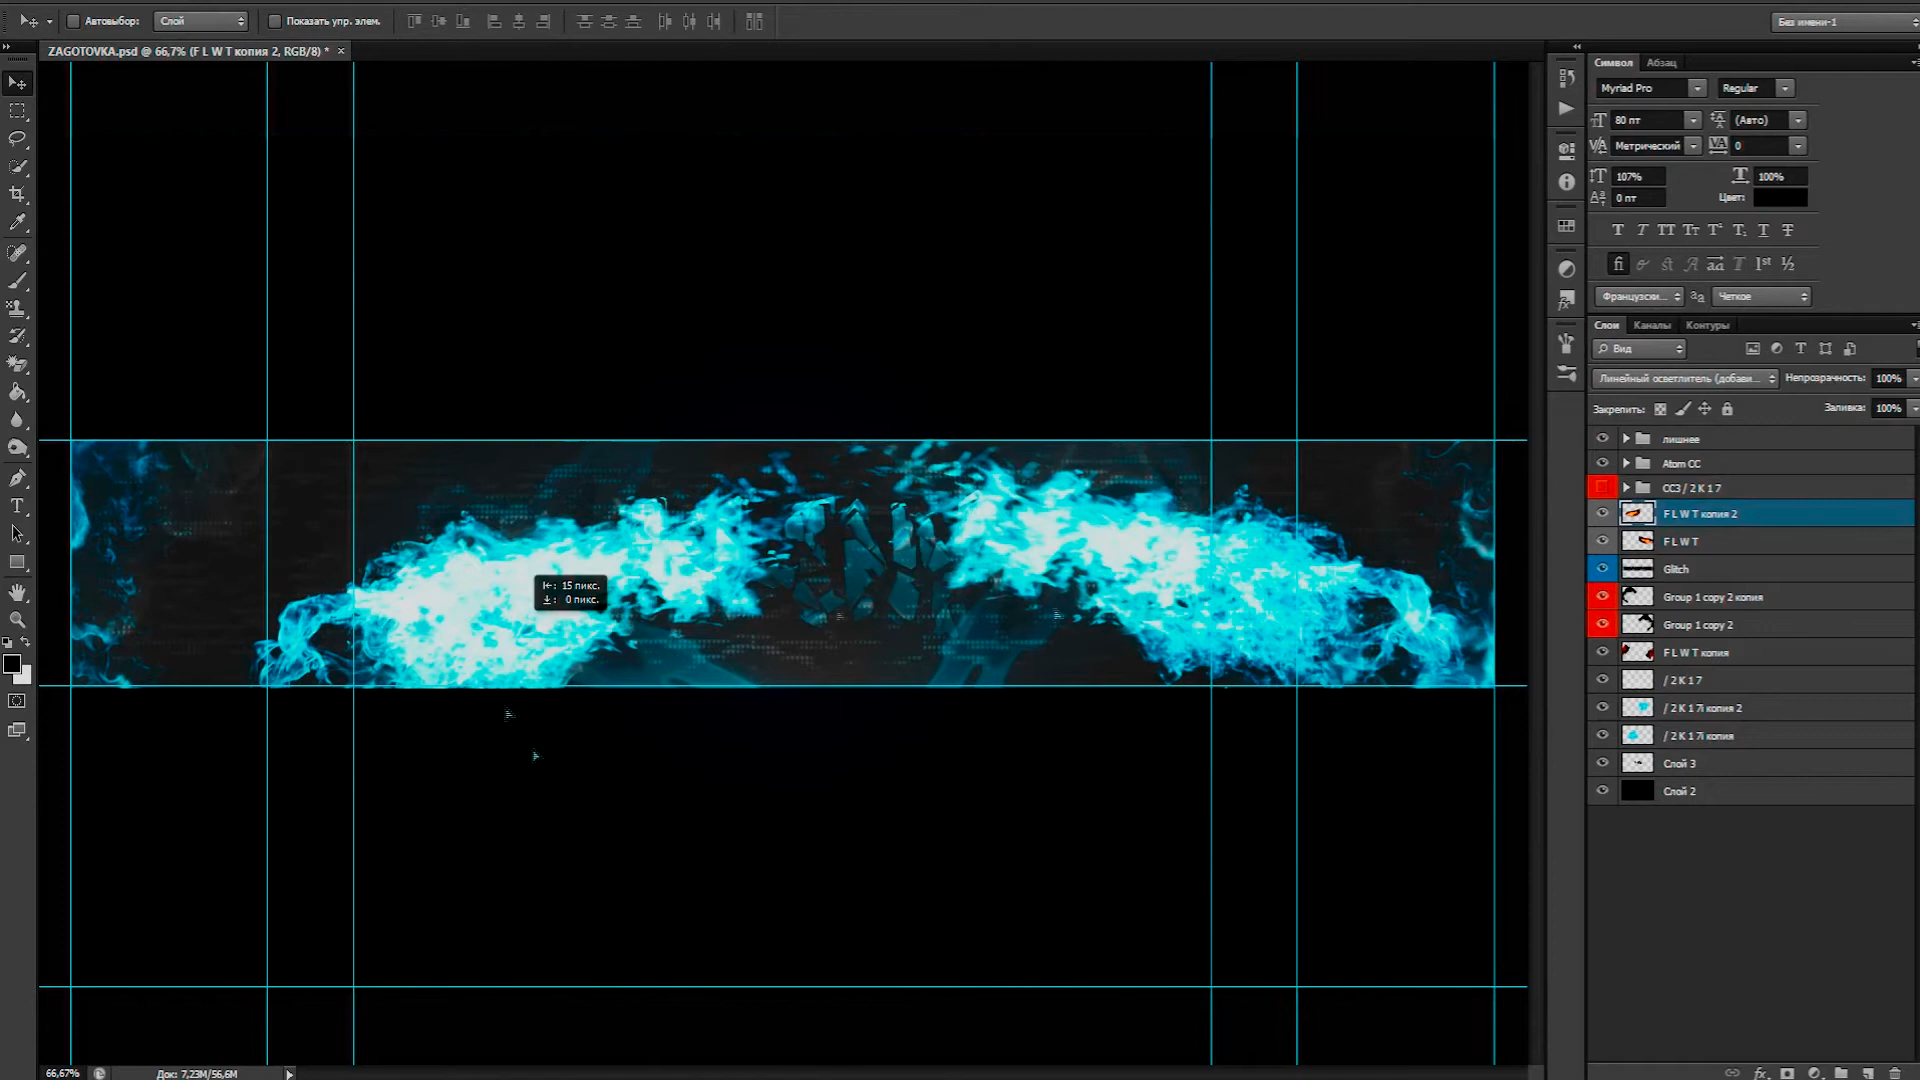 Автовыбор: Слой Показать упр. элем. Без имени-1
ZAGOTOVKA.psd @ 66,7% (F L W T копия 2, RGB/8) * ×
Символ Абзац
Myriad Pro Regular
80 пт (Авто)
Метрический 0
107% 100%
0 пт Цвет:
Французски... Четкое
Слои Каналы Контуры
Вид
Линейный осветлитель (добави... Непрозрачность: 100%
Закрепить: Заливка: 100%
лишнее
Atom CC
CC3 / 2 K 1 7
F L W T копия 2
F L W T
Glitch
Group 1 copy 2 копия
Group 1 copy 2
F L W T копия
/ 2 K 1 7
/ 2 K 1 7i копия 2
/ 2 K 1 7i копия
Слой 3
Слой 2
15 пикс.
0 пикс.
66,67% Док: 7,23M/56,6M